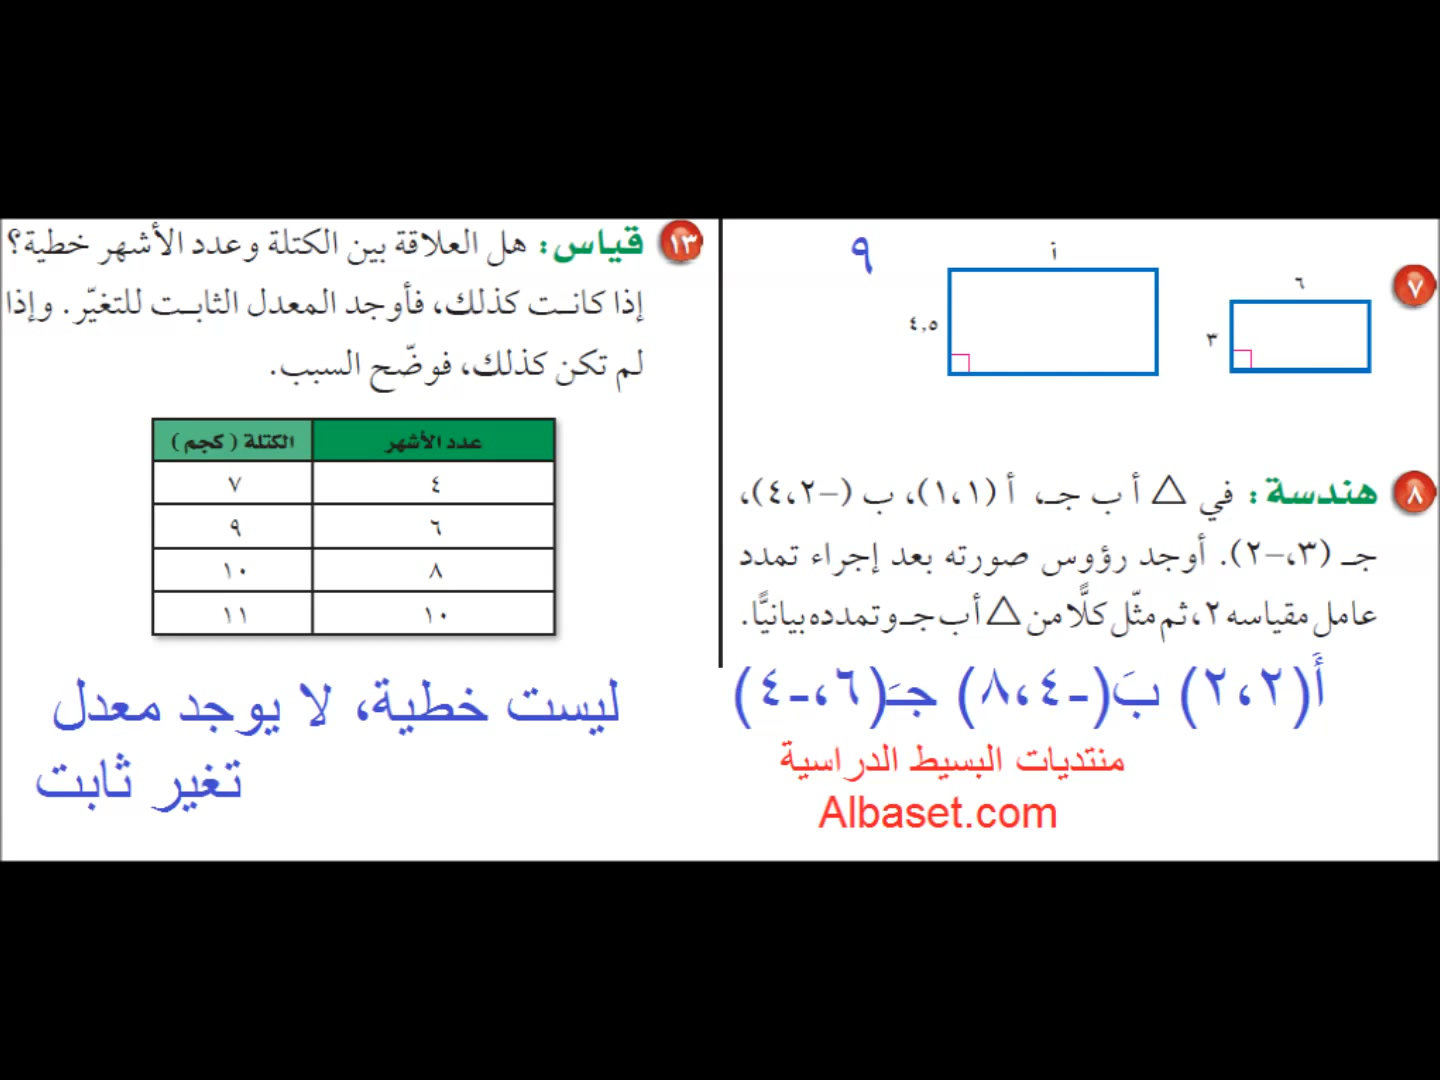 ٧
٦
٣
أ
٤,٥
٩
٨ هندسة: في △ أ ب جـ، أ (١،١)، ب (–٢،٤)،
جـ (٣،–٢). أوجد رؤوس صورته بعد إجراء تمدد
عامل مقياسه ٢، ثم مثّل كلًّا من △ أ ب جـ وتمدده بيانيًّا.
أَ(٢،٢) بَ(-٨،٤) جـَ(٦،-٤)
منتديات البسيط الدراسية
Albaset.com
١٣ قياس: هل العلاقة بين الكتلة وعدد الأشهر خطية؟
إذا كانت كذلك، فأوجد المعدل الثابت للتغيّر. وإذا
لم تكن كذلك، فوضّح السبب.
عدد الأشهر الكتلة (كجم)
٤ ٧
٦ ٩
٨ ١٠
١٠ ١١
ليست خطية، لا يوجد معدل
تغير ثابت